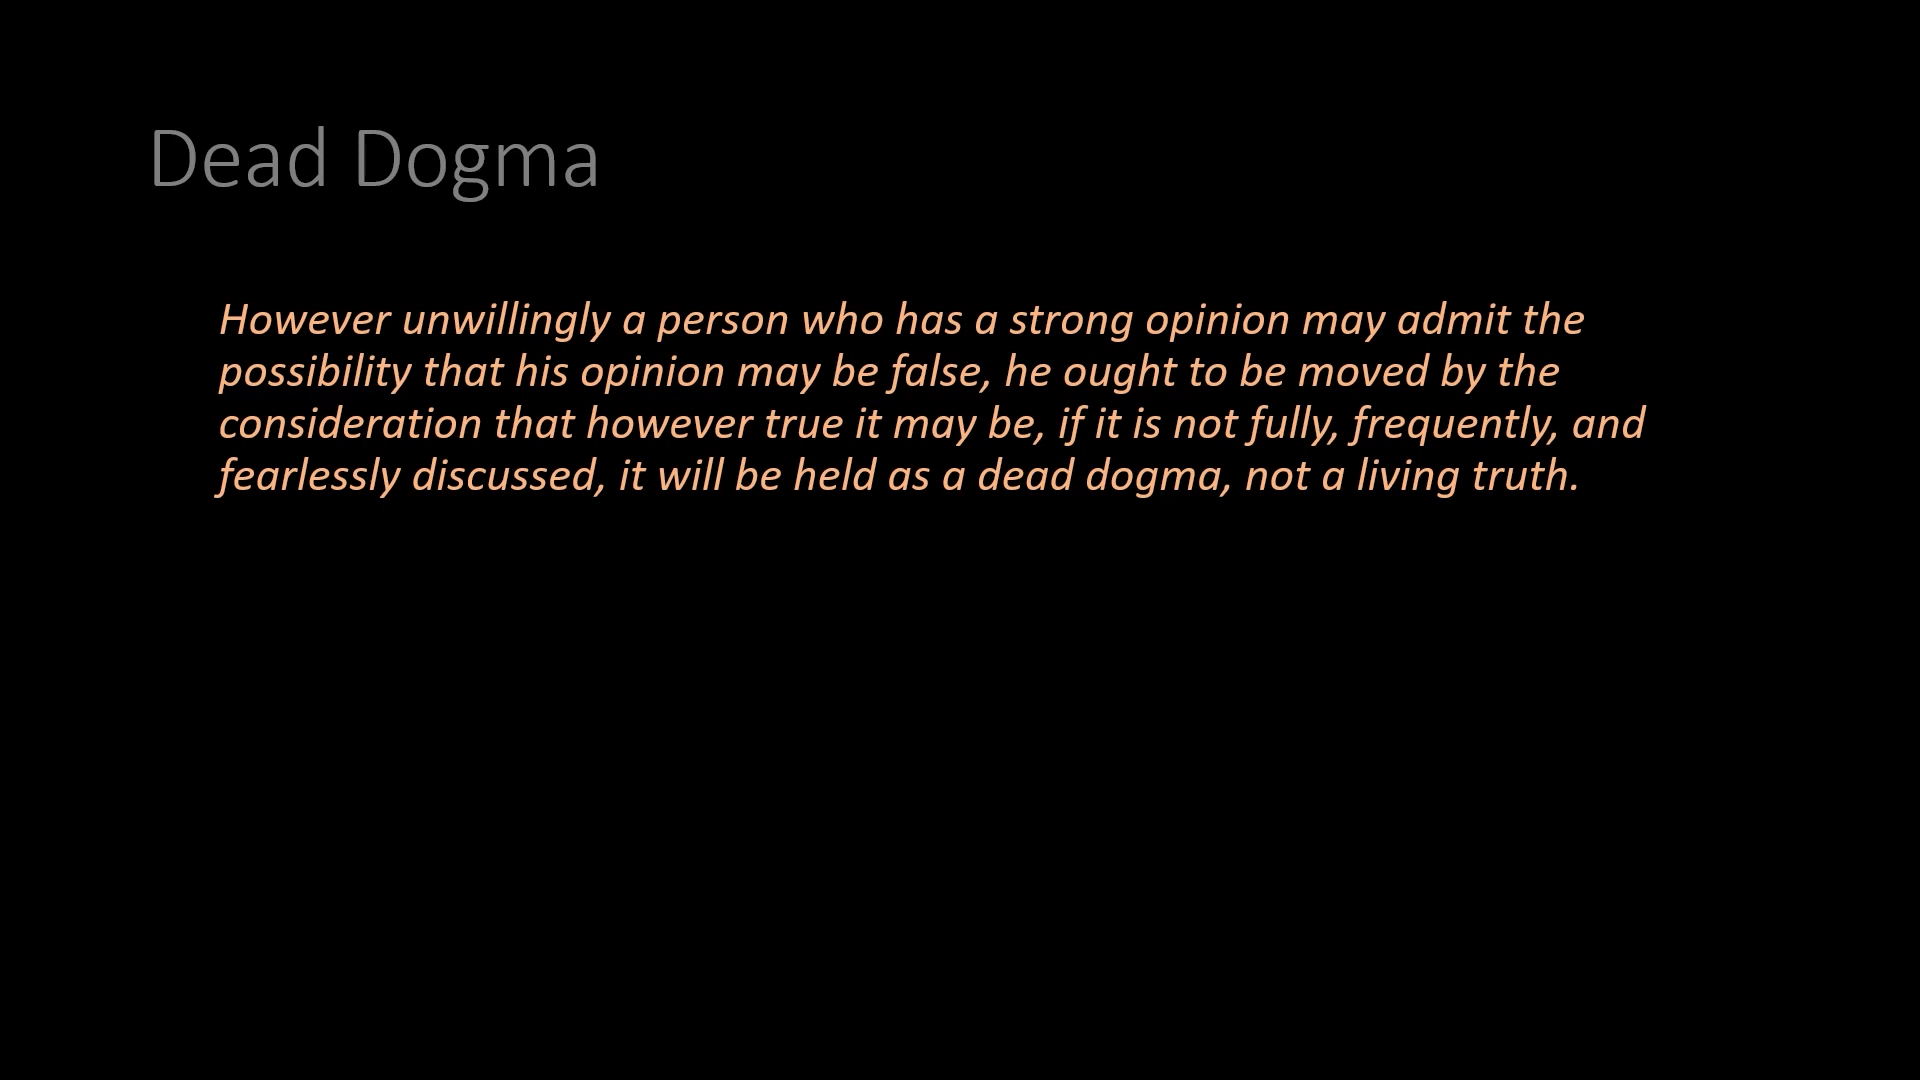 Dead Dogma
However unwillingly a person who has a strong opinion may admit the
possibility that his opinion may be false, he ought to be moved by the
consideration that however true it may be, if it is not fully, frequently, and
fearlessly discussed, it will be held as a dead dogma, not a living truth.